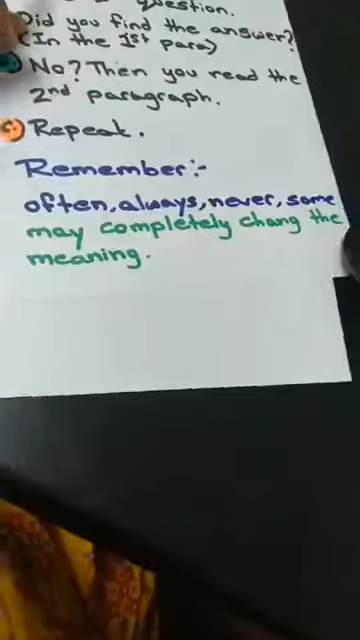 question.
Did you find the answer?
(In the 1st para)
No? Then you read the
2nd paragraph.
Repeat.
Remember:-
often, always, never, some
may completely chang the
meaning.